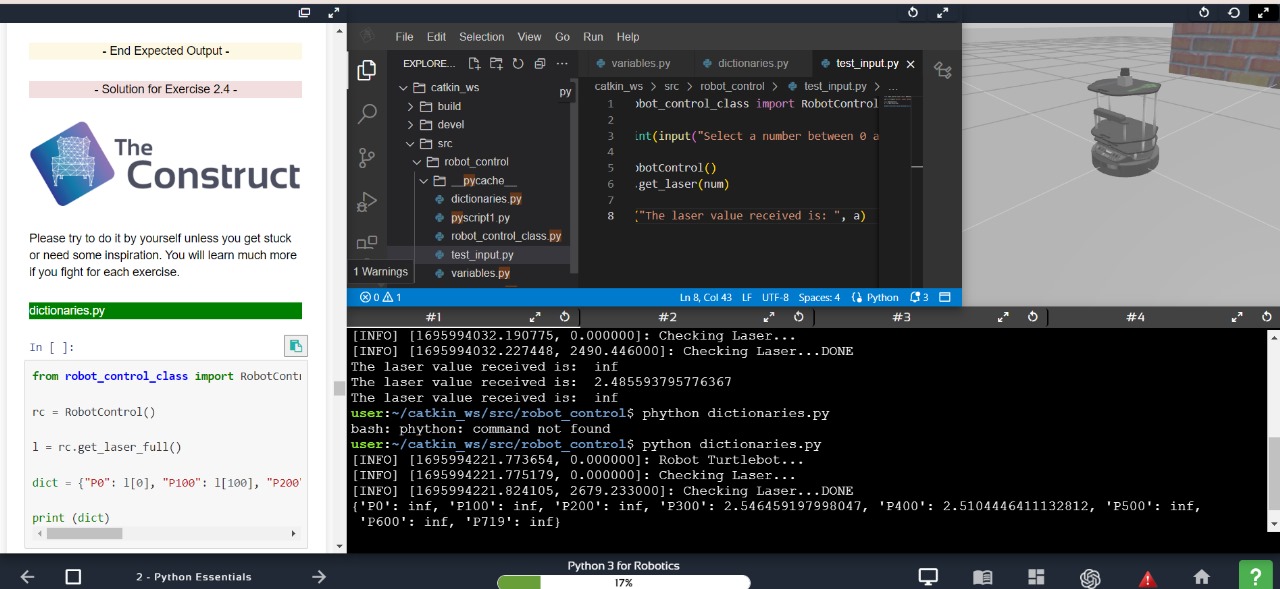 - End Expected Output -
- Solution for Exercise 2.4 -
The
Construct
Please try to do it by yourself unless you get stuck
or need some inspiration. You will learn much more
if you fight for each exercise.
dictionaries.py
In [ ]:
from robot_control_class import RobotContr
rc = RobotControl()
l = rc.get_laser_full()
dict = {"P0": l[0], "P100": l[100], "P200"
print (dict)
File Edit Selection View Go Run Help
EXPLORE...
catkin_ws
py
build
devel
src
robot_control
__pycache__
dictionaries.py
pyscript1.py
robot_control_class.py
test_input.py
variables.py
1 Warnings
variables.py dictionaries.py test_input.py
catkin_ws > src > robot_control > test_input.py > ...
1 obot_control_class import RobotControl
2
3 int(input("Select a number between 0 a
4
5 obotControl()
6 .get_laser(num)
7
8 ("The laser value received is: ", a)
0 1 Ln 8, Col 43 LF UTF-8 Spaces: 4 Python 3
#1 #2 #3 #4
[INFO] [1695994032.190775, 0.000000]: Checking Laser...
[INFO] [1695994032.227448, 2490.446000]: Checking Laser...DONE
The laser value received is:  inf
The laser value received is:  2.485593795776367
The laser value received is:  inf
user:~/catkin_ws/src/robot_control$ phython dictionaries.py
bash: phython: command not found
user:~/catkin_ws/src/robot_control$ python dictionaries.py
[INFO] [1695994221.773654, 0.000000]: Robot Turtlebot...
[INFO] [1695994221.775179, 0.000000]: Checking Laser...
[INFO] [1695994221.824105, 2679.233000]: Checking Laser...DONE
{'P0': inf, 'P100': inf, 'P200': inf, 'P300': 2.546459197998047, 'P400': 2.5104446411132812, 'P500': inf,
'P600': inf, 'P719': inf}
2 - Python Essentials
Python 3 for Robotics
17%
?